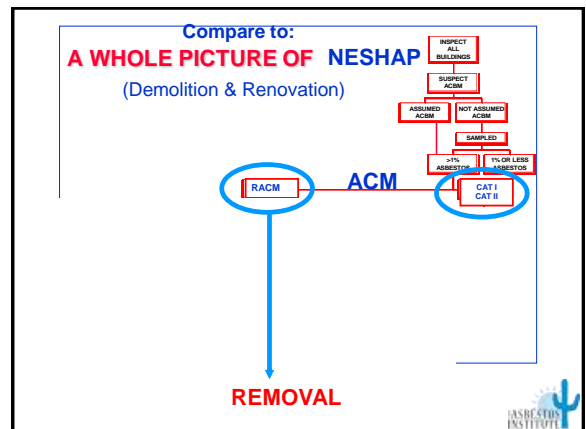 Compare to:
A WHOLE PICTURE OF NESHAP
(Demolition & Renovation)
INSPECT
ALL
BUILDINGS
SUSPECT
ACBM
ASSUMED
ACBM
NOT ASSUMED
ACBM
SAMPLED
>1%
ASBESTOS
1% OR LESS
ASBESTOS
RACM
ACM
CAT I
CAT II
REMOVAL
ASBESTOS
INSTITUTE